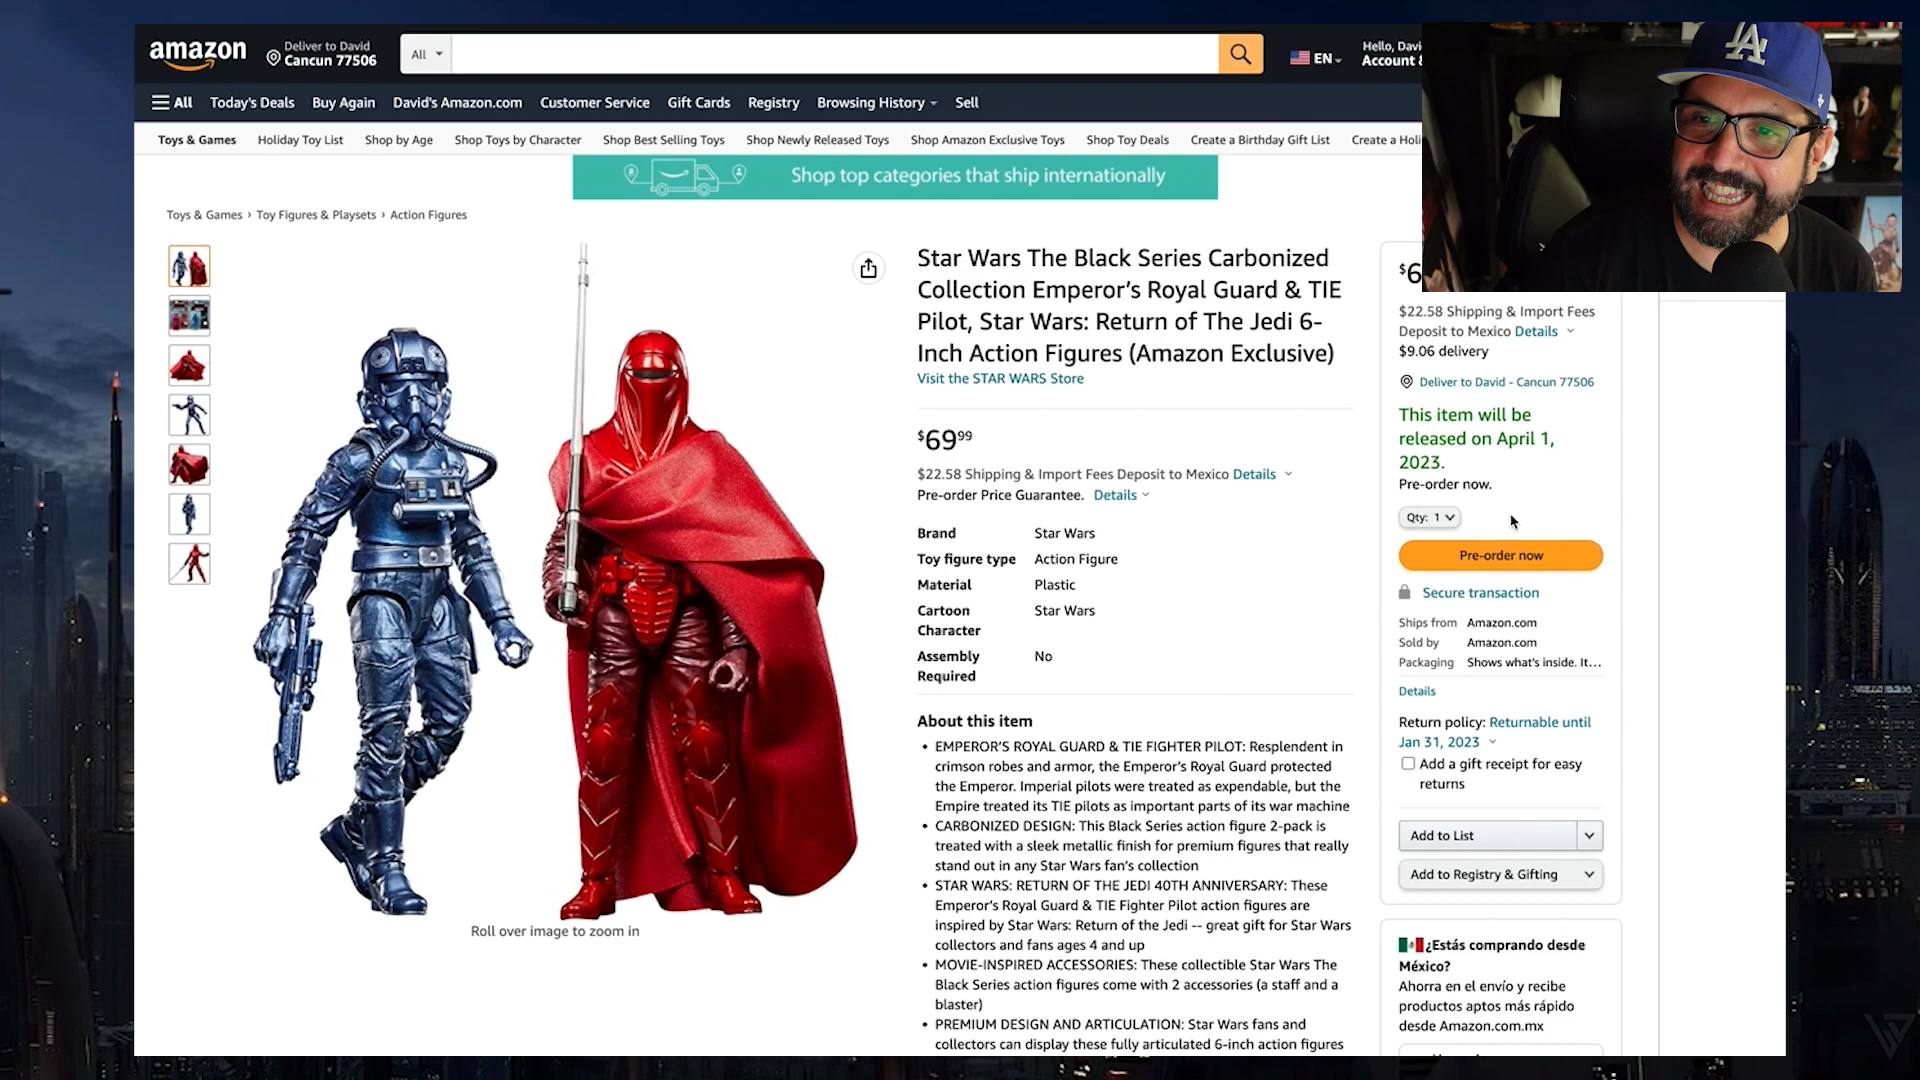 amazon
Deliver to David
Cancun 77506
All
EN
Hello, Davi
Account &
All
Today's Deals
Buy Again
David's Amazon.com
Customer Service
Gift Cards
Registry
Browsing History
Sell
Toys & Games
Holiday Toy List
Shop by Age
Shop Toys by Character
Shop Best Selling Toys
Shop Newly Released Toys
Shop Amazon Exclusive Toys
Shop Toy Deals
Create a Birthday Gift List
Create a Holi
Shop top categories that ship internationally
Toys & Games › Toy Figures & Playsets › Action Figures
Roll over image to zoom in
Star Wars The Black Series Carbonized
Collection Emperor’s Royal Guard & TIE
Pilot, Star Wars: Return of The Jedi 6-
Inch Action Figures (Amazon Exclusive)
Visit the STAR WARS Store
$69⁹⁹
$22.58 Shipping & Import Fees Deposit to Mexico Details
Pre-order Price Guarantee. Details
Brand Star Wars
Toy figure type Action Figure
Material Plastic
Cartoon Star Wars
Character
Assembly No
Required
About this item
• EMPEROR’S ROYAL GUARD & TIE FIGHTER PILOT: Resplendent in
crimson robes and armor, the Emperor’s Royal Guard protected
the Emperor. Imperial pilots were treated as expendable, but the
Empire treated its TIE pilots as important parts of its war machine
• CARBONIZED DESIGN: This Black Series action figure 2-pack is
treated with a sleek metallic finish for premium figures that really
stand out in any Star Wars fan’s collection
• STAR WARS: RETURN OF THE JEDI 40TH ANNIVERSARY: These
Emperor’s Royal Guard & TIE Fighter Pilot action figures are
inspired by Star Wars: Return of the Jedi -- great gift for Star Wars
collectors and fans ages 4 and up
• MOVIE-INSPIRED ACCESSORIES: These collectible Star Wars The
Black Series action figures come with 2 accessories (a staff and a
blaster)
• PREMIUM DESIGN AND ARTICULATION: Star Wars fans and
collectors can display these fully articulated 6-inch action figures
$6
$22.58 Shipping & Import Fees
Deposit to Mexico Details
$9.06 delivery
Deliver to David - Cancun 77506
This item will be
released on April 1,
2023.
Pre-order now.
Qty: 1
Pre-order now
Secure transaction
Ships from Amazon.com
Sold by Amazon.com
Packaging Shows what's inside. It...
Details
Return policy: Returnable until
Jan 31, 2023
Add a gift receipt for easy
returns
Add to List
Add to Registry & Gifting
¿Estás comprando desde
México?
Ahorra en el envío y recibe
productos aptos más rápido
desde Amazon.com.mx
LA